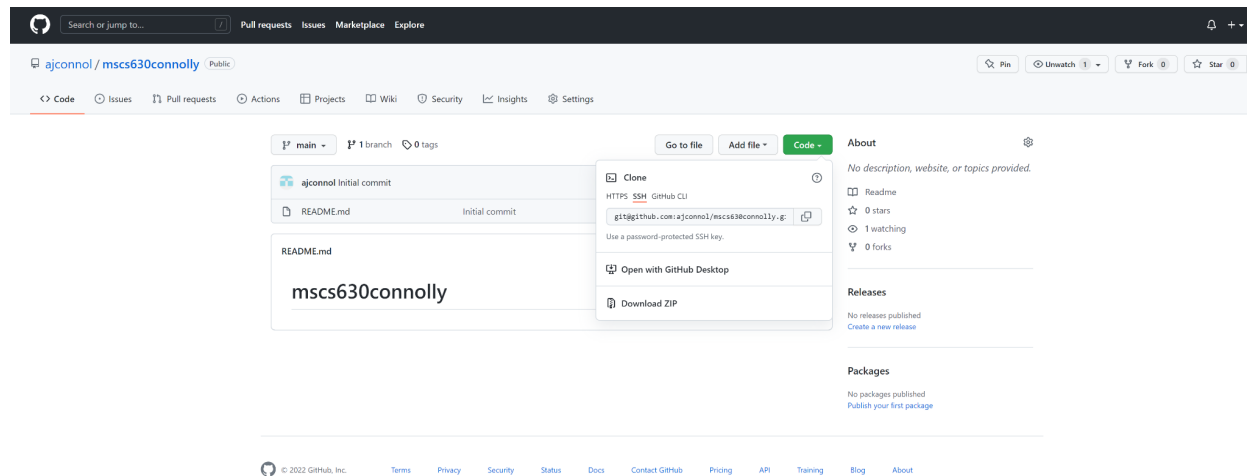 Search or jump to... / Pull requests Issues Marketplace Explore
ajconnol / mscs630connolly Public Pin Unwatch 1 Fork 0 Star 0
<> Code Issues Pull requests Actions Projects Wiki Security Insights Settings
main 1 branch 0 tags Go to file Add file Code About
No description, website, or topics provided.
ajconnol Initial commit
README.md Initial commit
Clone
HTTPS SSH GitHub CLI
git@github.com:ajconnol/mscs630connolly.gi
Use a password-protected SSH key.
Open with GitHub Desktop
Download ZIP
README.md
mscs630connolly
Readme
0 stars
1 watching
0 forks
Releases
No releases published
Create a new release
Packages
No packages published
Publish your first package
© 2022 GitHub, Inc. Terms Privacy Security Status Docs Contact GitHub Pricing API Training Blog About